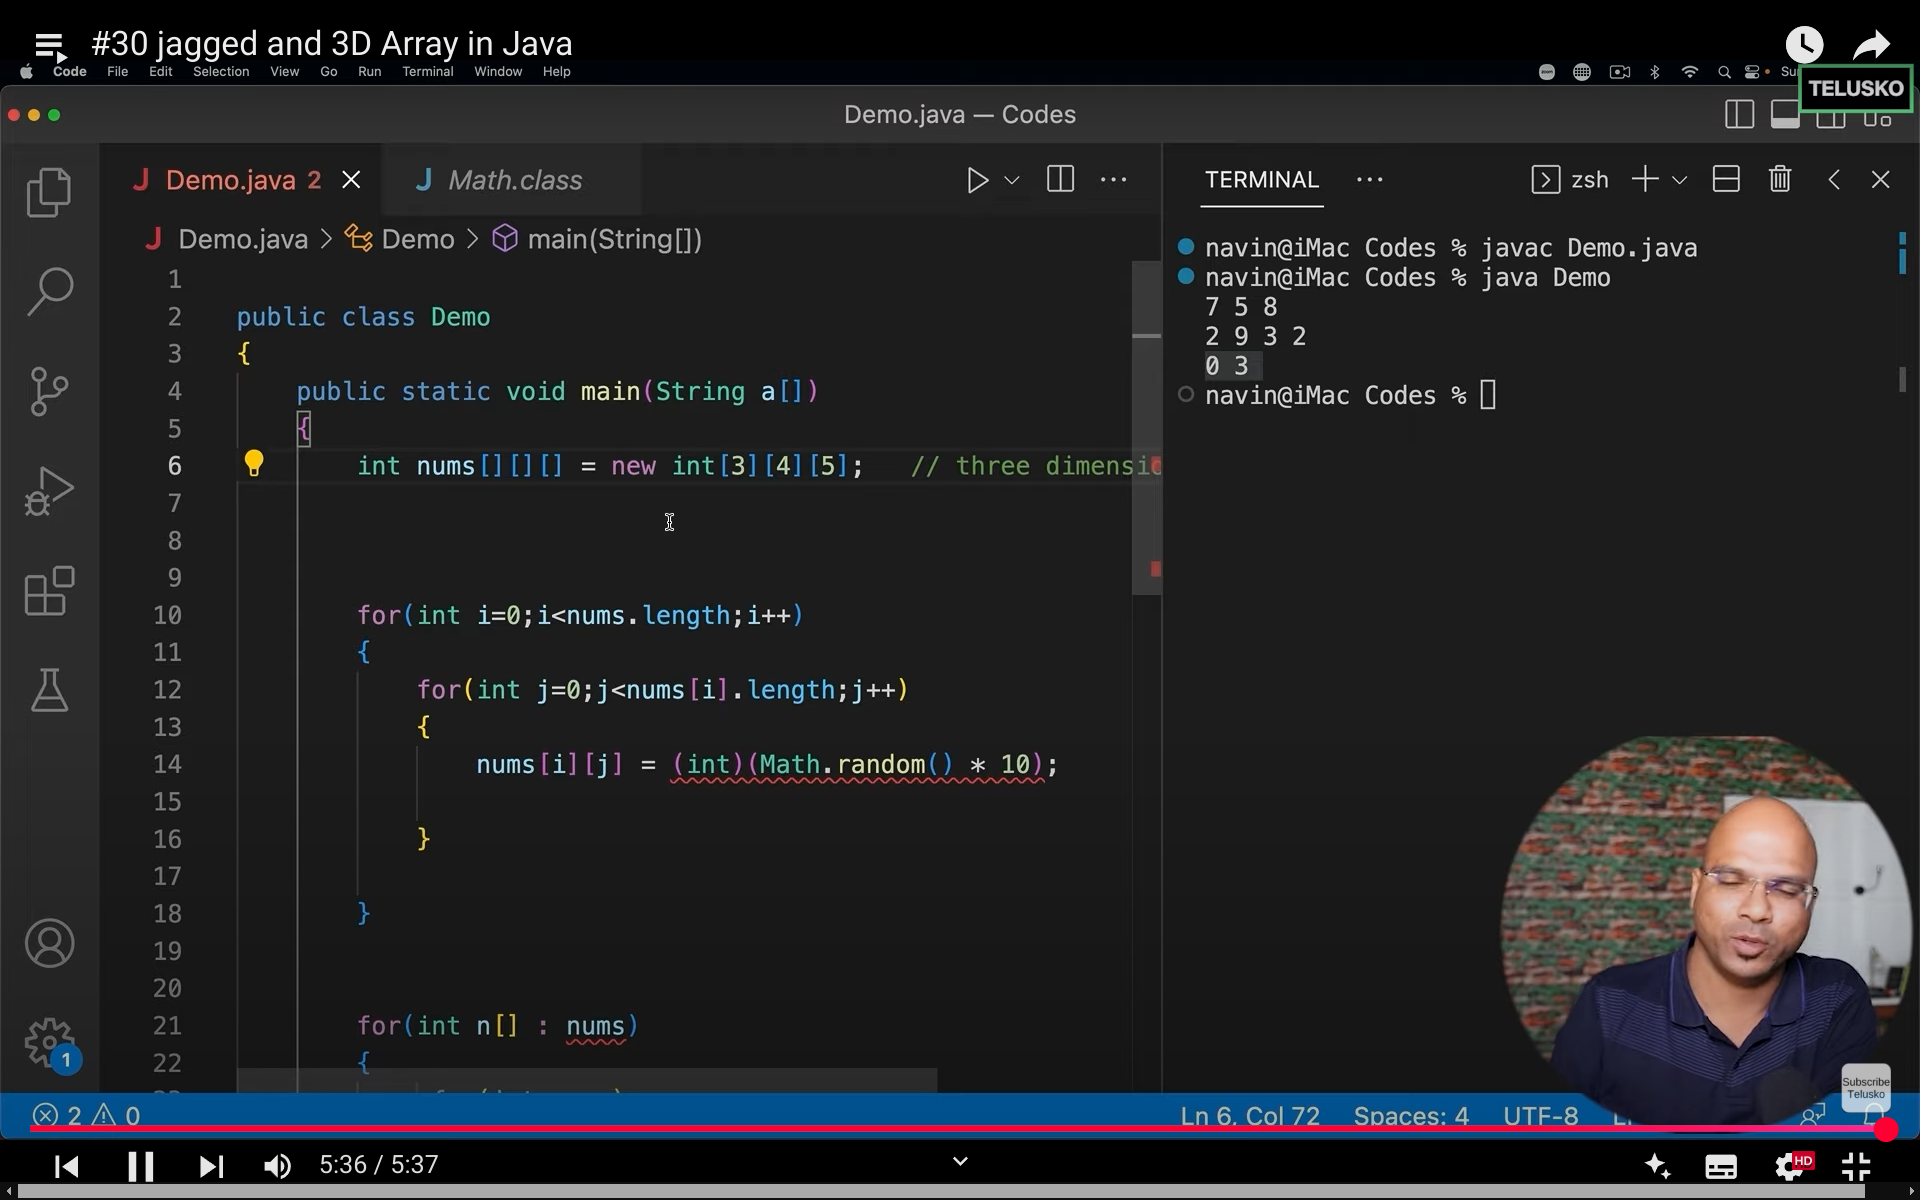 #30 jagged and 3D Array in Java
Code File Edit Selection View Go Run Terminal Window Help
TELUSKO
Demo.java — Codes
Demo.java 2
Math.class
Demo.java > Demo > main(String[])
1
2 public class Demo
3 {
4 public static void main(String a[])
5 {
6 int nums[][][] = new int[3][4][5]; // three dimensio
7
8
9
10 for(int i=0;i<nums.length;i++)
11 {
12 for(int j=0;j<nums[i].length;j++)
13 {
14 nums[i][j] = (int)(Math.random() * 10);
15
16 }
17
18 }
19
20
21 for(int n[] : nums)
22 {
TERMINAL
zsh
navin@iMac Codes % javac Demo.java
navin@iMac Codes % java Demo
7 5 8
2 9 3 2
0 3
navin@iMac Codes %
1
Subscribe
Telusko
2 0
Ln 6, Col 72 Spaces: 4 UTF-8
5:36 / 5:37
HD